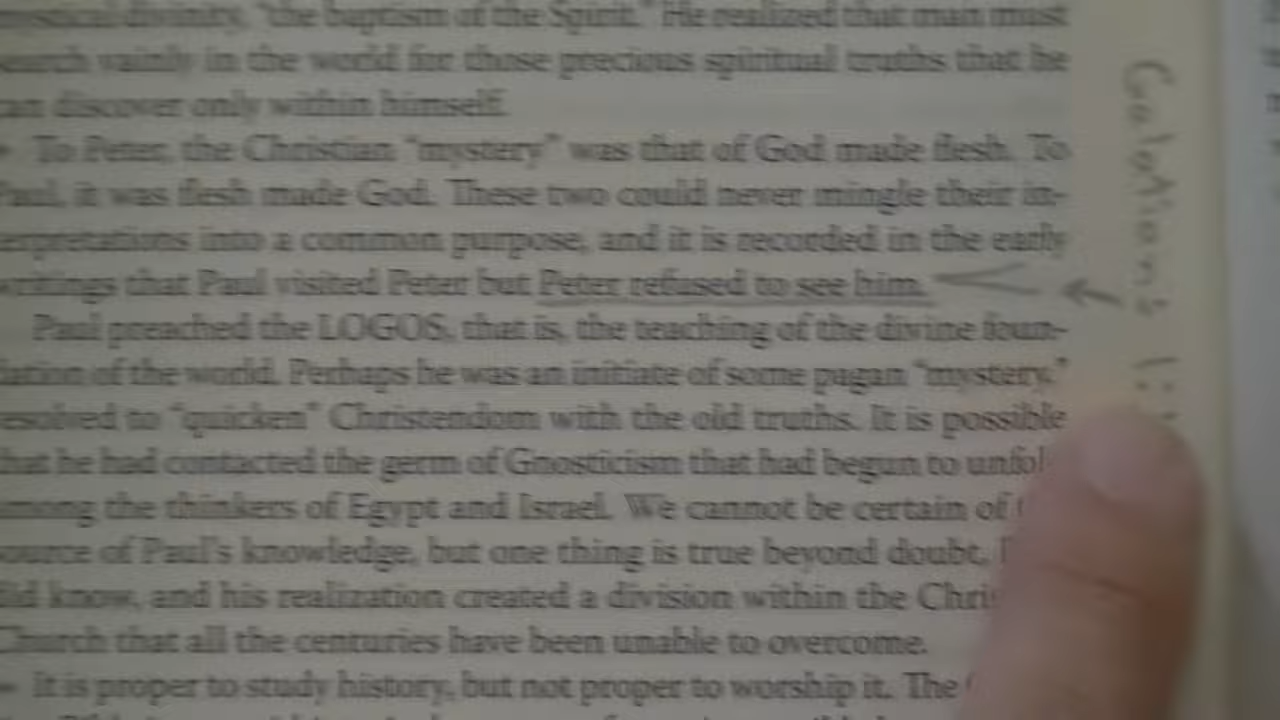 mystical divinity, "the baptism of the Spirit." He realized that man must
search vainly in the world for those precious spiritual truths that he
can discover only within himself.
To Peter, the Christian "mystery" was that of God made flesh. To
Paul, it was flesh made God. These two could never mingle their in-
terpretations into a common purpose, and it is recorded in the early
writings that Paul visited Peter but Peter refused to see him.
Paul preached the LOGOS, that is, the teaching of the divine foun-
dation of the world. Perhaps he was an initiate of some pagan "mystery,"
resolved to "quicken" Christendom with the old truths. It is possible
that he had contacted the germ of Gnosticism that had begun to unfol
among the thinkers of Egypt and Israel. We cannot be certain of
source of Paul's knowledge, but one thing is true beyond doubt.
did know, and his realization created a division within the Chris
Church that all the centuries have been unable to overcome.
It is proper to study history, but not proper to worship it. The
Galatians 1: